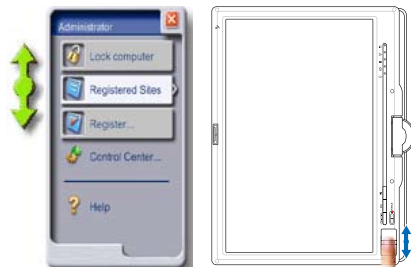 Administrator
Lock computer
Registered Sites
Register...
Control Center...
Help